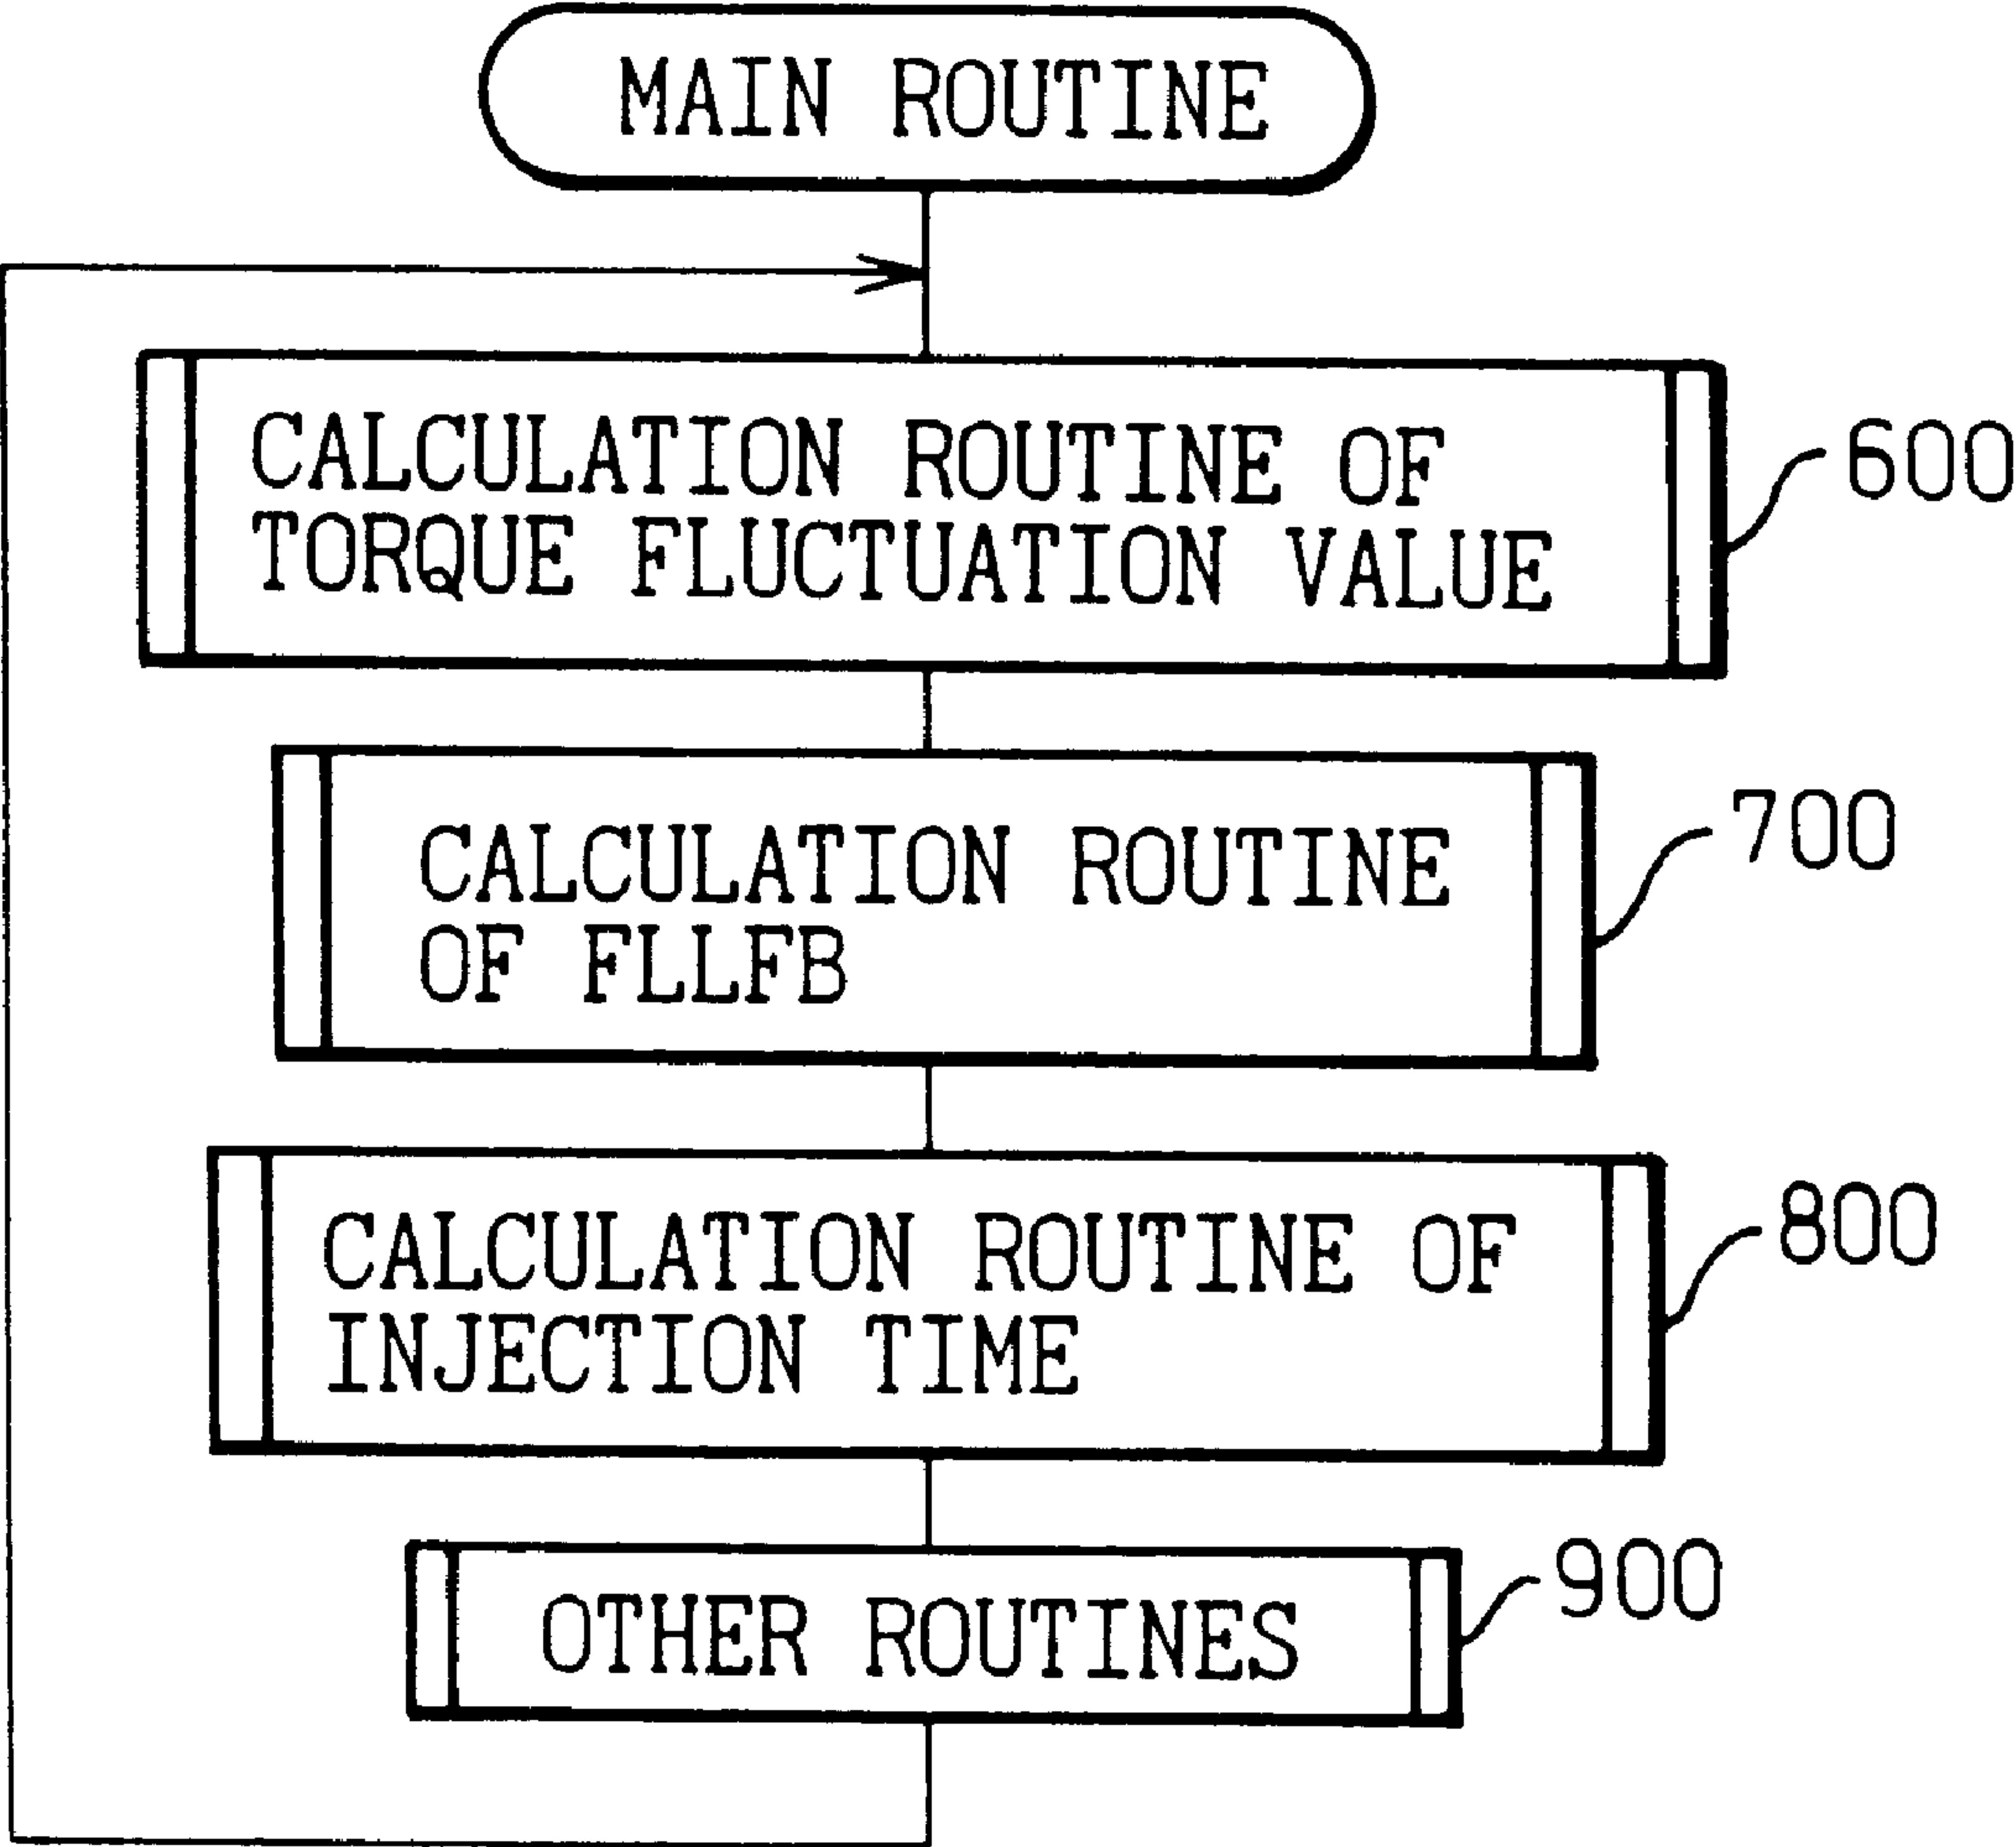 MAIN ROUTINE
CALCULATION ROUTINE OF
TORQUE FLUCTUATION VALUE
600
CALCULATION ROUTINE
OF FLLFB
700
CALCULATION ROUTINE OF
INJECTION TIME
800
OTHER ROUTINES
900